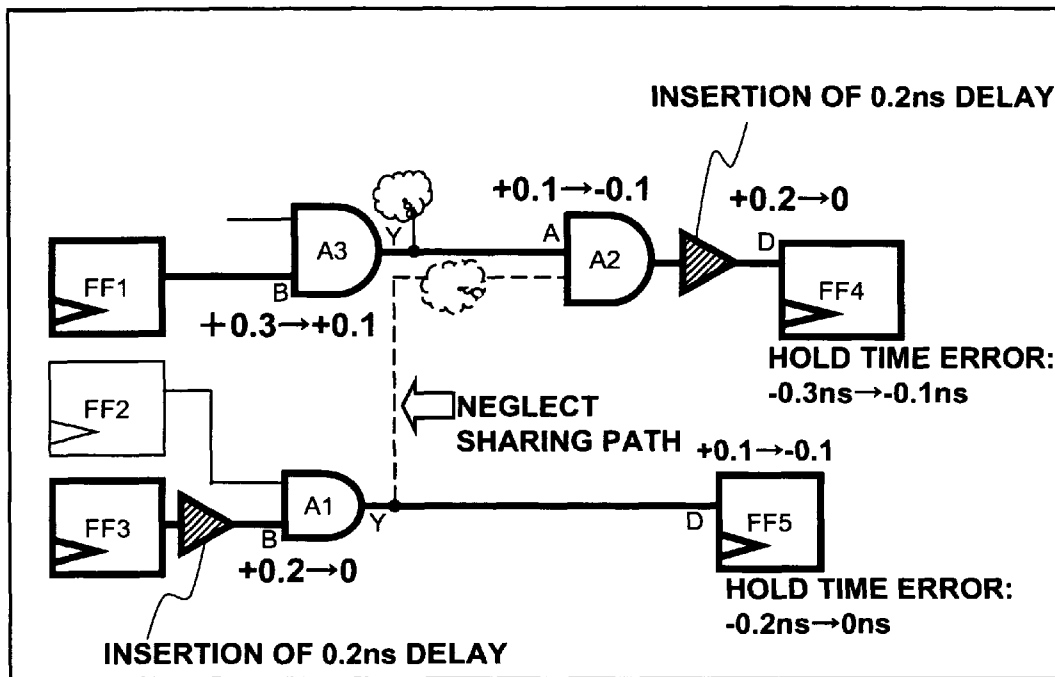 INSERTION OF 0.2ns DELAY
+0.1→-0.1
+0.2→0
A3
Y
A
A2
D
FF1
B
FF4
+0.3→+0.1
HOLD TIME ERROR:
-0.3ns→-0.1ns
FF2
NEGLECT
SHARING PATH
+0.1→-0.1
FF3
A1
B
Y
D
FF5
+0.2→0
HOLD TIME ERROR:
-0.2ns→0ns
INSERTION OF 0.2ns DELAY